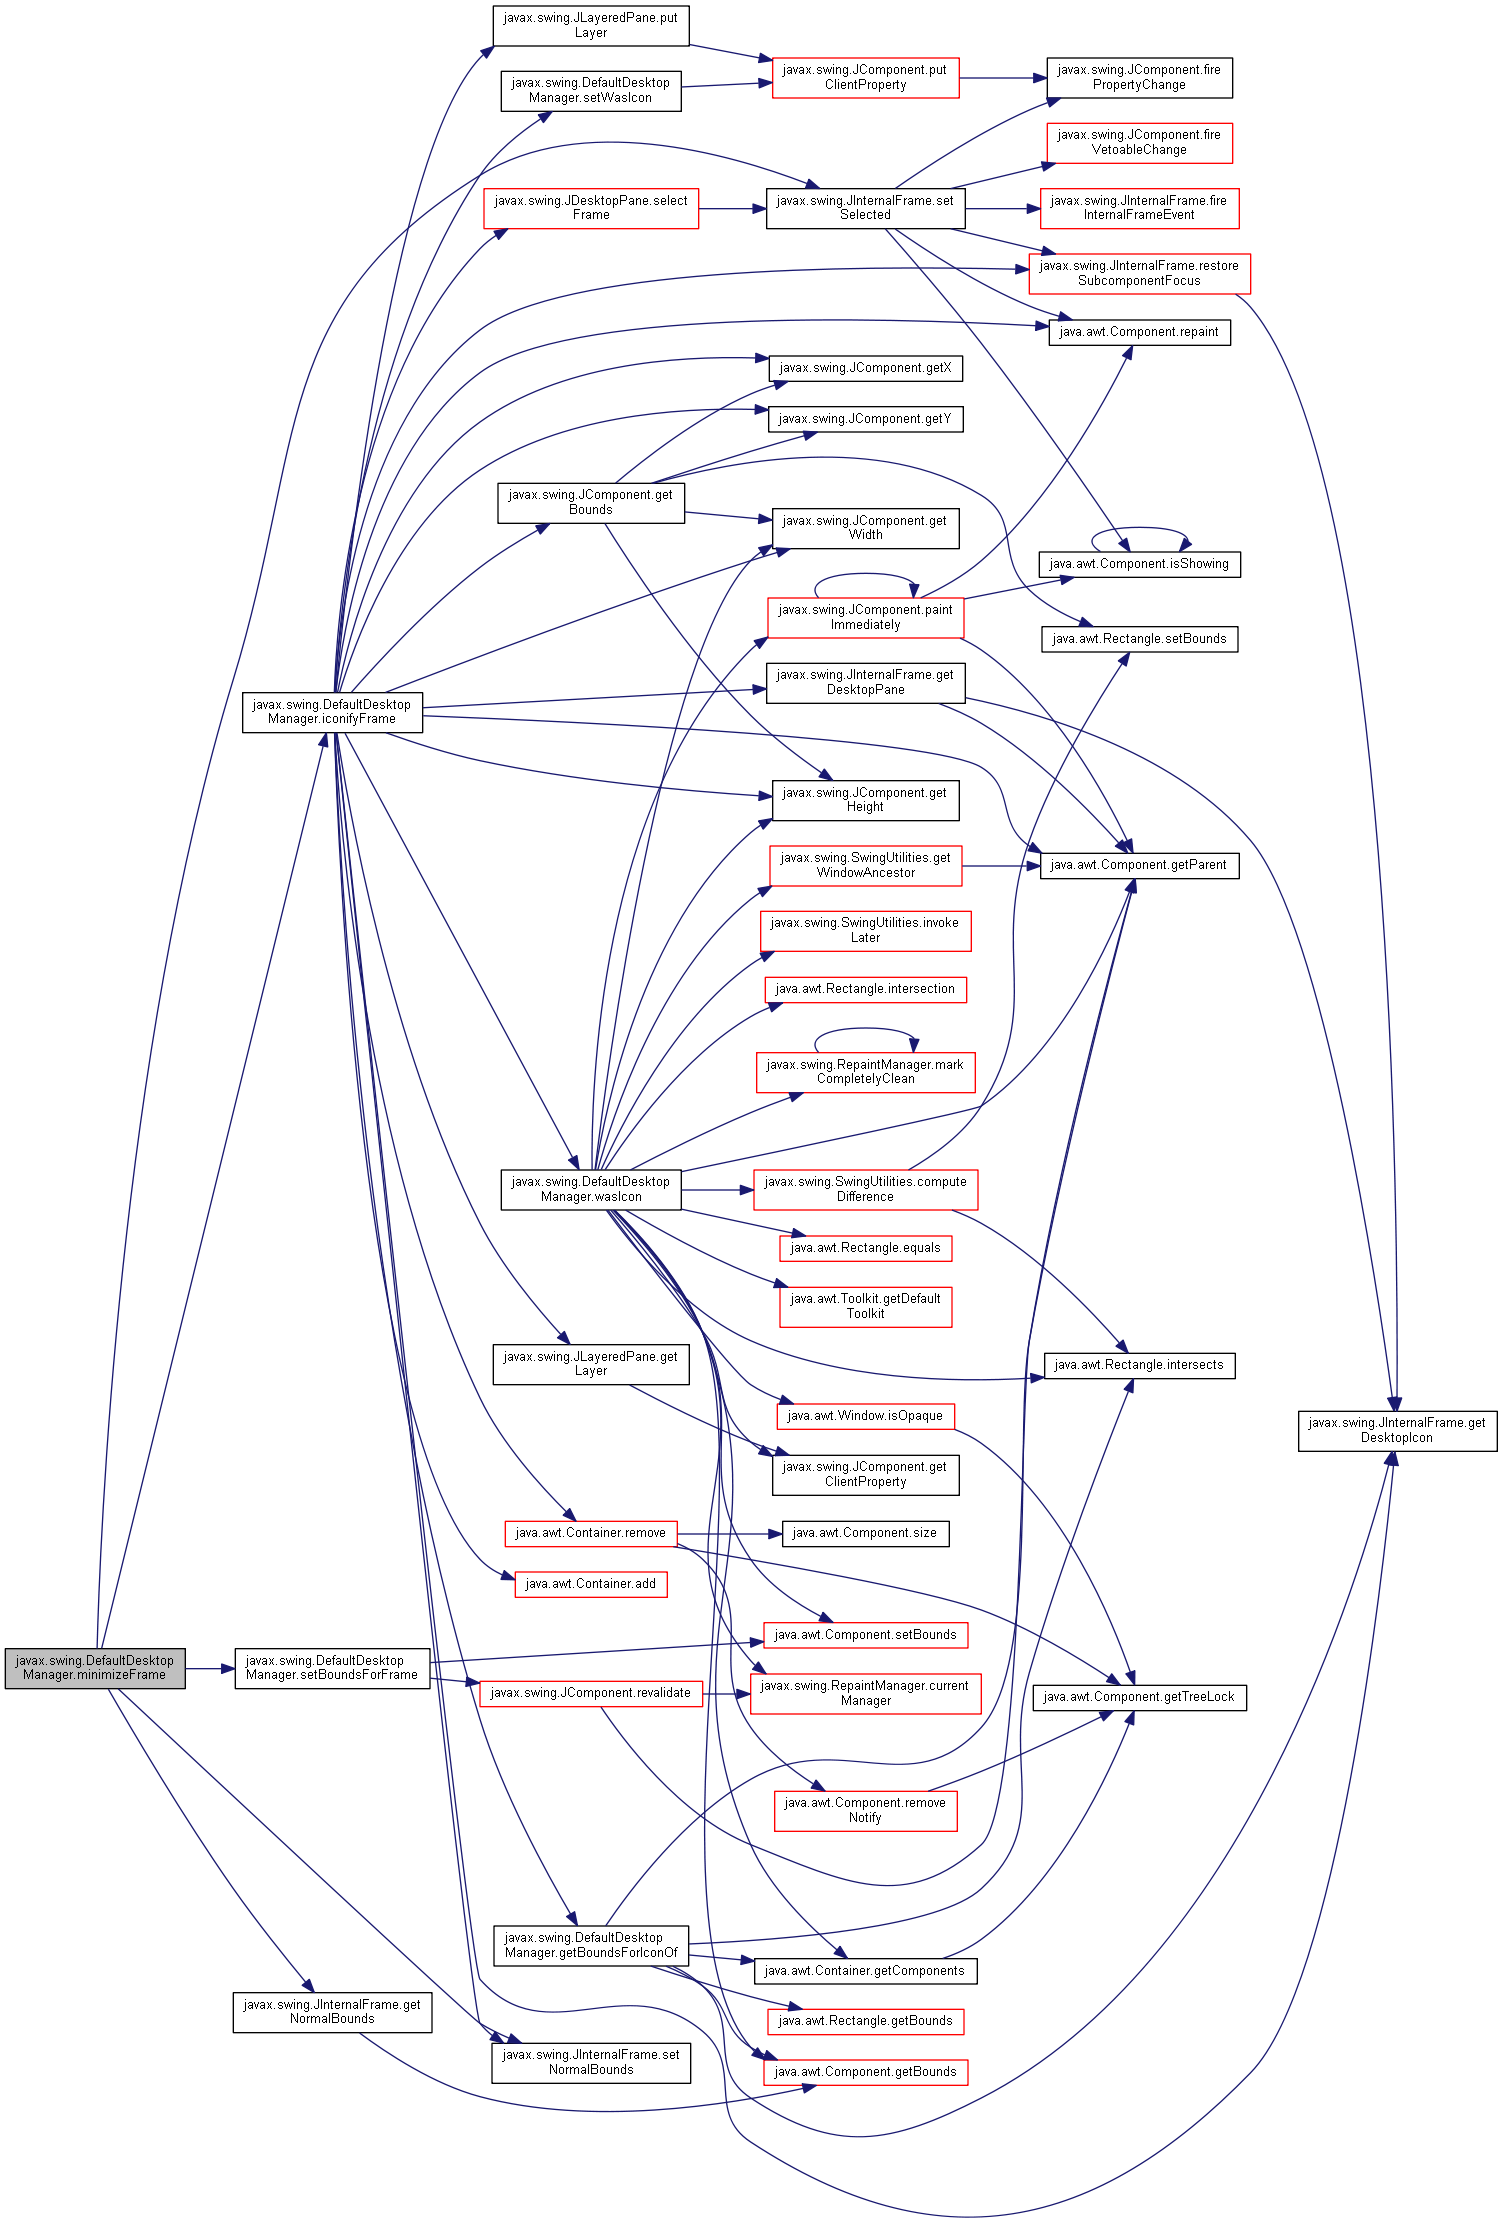 javax.swing.JLayeredPane.put
Layer
javax.swing.DefaultDesktop
Manager.setWasIcon
javax.swing.JComponent.put
ClientProperty
javax.swing.JComponent.fire
PropertyChange
javax.swing.JComponent.fire
VetoableChange
javax.swing.JDesktopPane.select
Frame
javax.swing.JInternalFrame.set
Selected
javax.swing.JInternalFrame.fire
InternalFrameEvent
javax.swing.JInternalFrame.restore
SubcomponentFocus
java.awt.Component.repaint
javax.swing.JComponent.getX
javax.swing.JComponent.getY
javax.swing.JComponent.get
Bounds
javax.swing.JComponent.get
Width
java.awt.Component.isShowing
javax.swing.JComponent.paint
Immediately
java.awt.Rectangle.setBounds
javax.swing.JInternalFrame.get
DesktopPane
javax.swing.DefaultDesktop
Manager.iconifyFrame
javax.swing.JComponent.get
Height
javax.swing.SwingUtilities.get
WindowAncestor
java.awt.Component.getParent
javax.swing.SwingUtilities.invoke
Later
java.awt.Rectangle.intersection
javax.swing.RepaintManager.mark
CompletelyClean
javax.swing.DefaultDesktop
Manager.wasIcon
javax.swing.SwingUtilities.compute
Difference
java.awt.Rectangle.equals
java.awt.Toolkit.getDefault
Toolkit
javax.swing.JLayeredPane.get
Layer
java.awt.Rectangle.intersects
java.awt.Window.isOpaque
javax.swing.JInternalFrame.get
DesktopIcon
javax.swing.JComponent.get
ClientProperty
java.awt.Container.remove
java.awt.Component.size
java.awt.Container.add
java.awt.Component.setBounds
javax.swing.DefaultDesktop
Manager.minimizeFrame
javax.swing.DefaultDesktop
Manager.setBoundsForFrame
javax.swing.JComponent.revalidate
javax.swing.RepaintManager.current
Manager
java.awt.Component.getTreeLock
java.awt.Component.remove
Notify
javax.swing.DefaultDesktop
Manager.getBoundsForIconOf
java.awt.Container.getComponents
javax.swing.JInternalFrame.get
NormalBounds
java.awt.Rectangle.getBounds
javax.swing.JInternalFrame.set
NormalBounds
java.awt.Component.getBounds